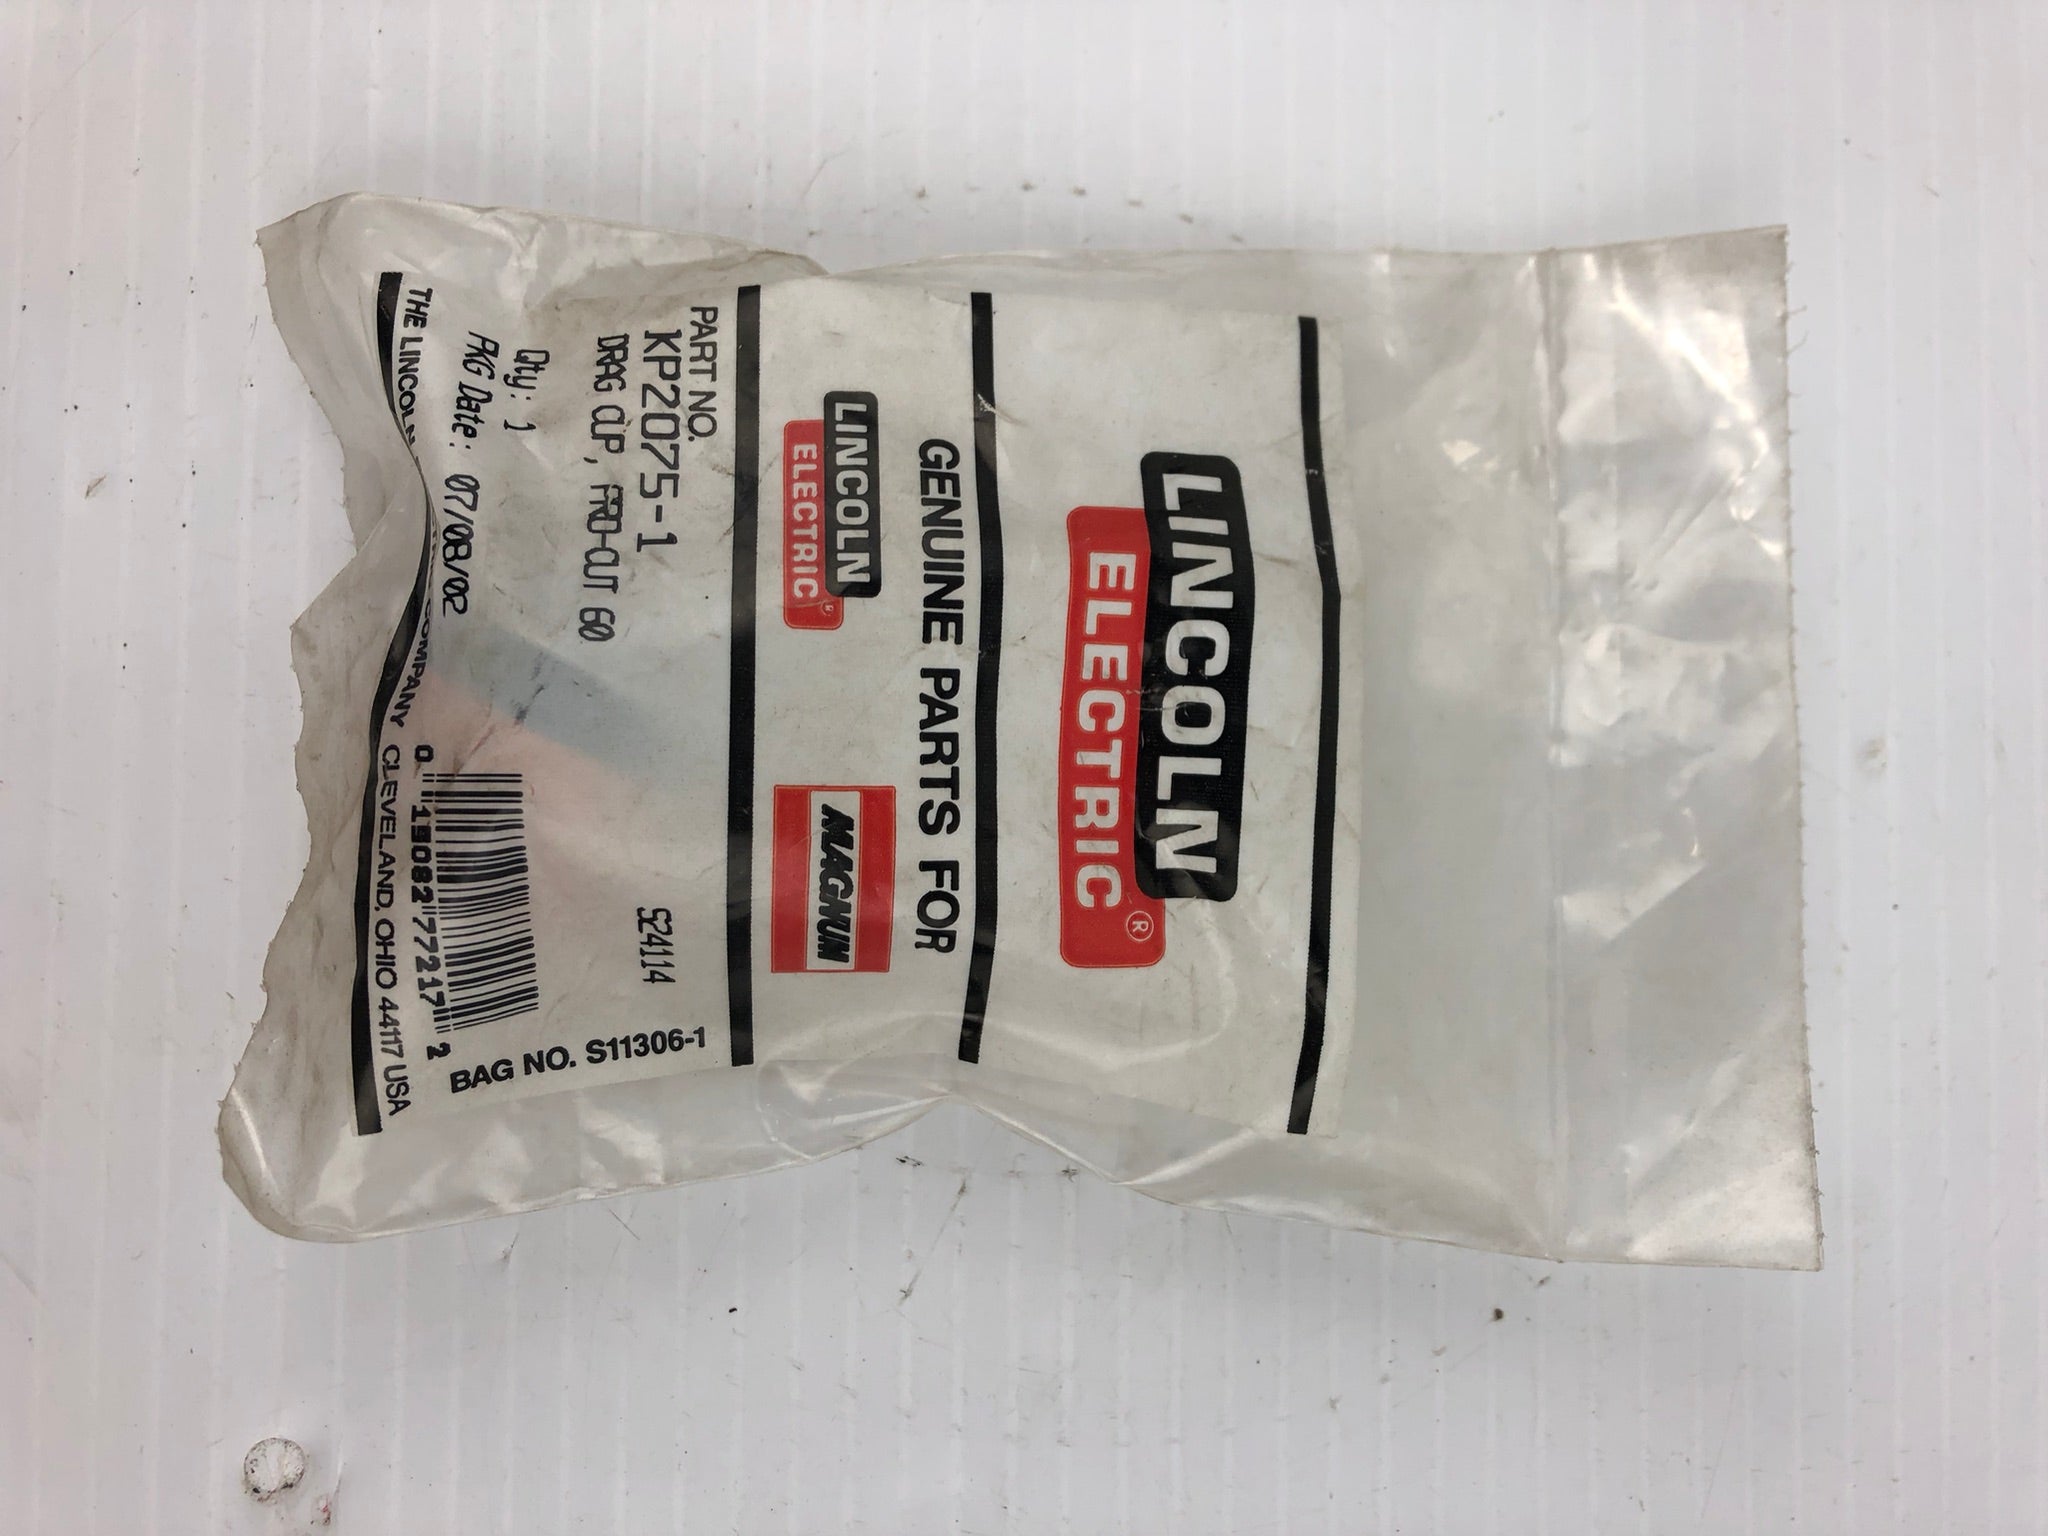 LINCOLN
ELECTRIC®
GENUINE PARTS FOR
LINCOLN
ELECTRIC®
MAGNUM
PART NO.
KP2075-1
DRAG CUP, PRO-CUT 60
S24114
Qty: 1
PKG Date: 07/08/02
0 19082 77217 2
BAG NO. S11306-1
THE LINCOLN COMPANY CLEVELAND, OHIO 44117 USA